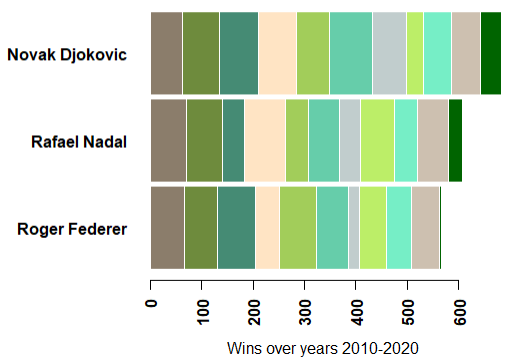 Novak Djokovic
Rafael Nadal
Roger Federer
0 100 200 300 400 500 600
Wins over years 2010-2020